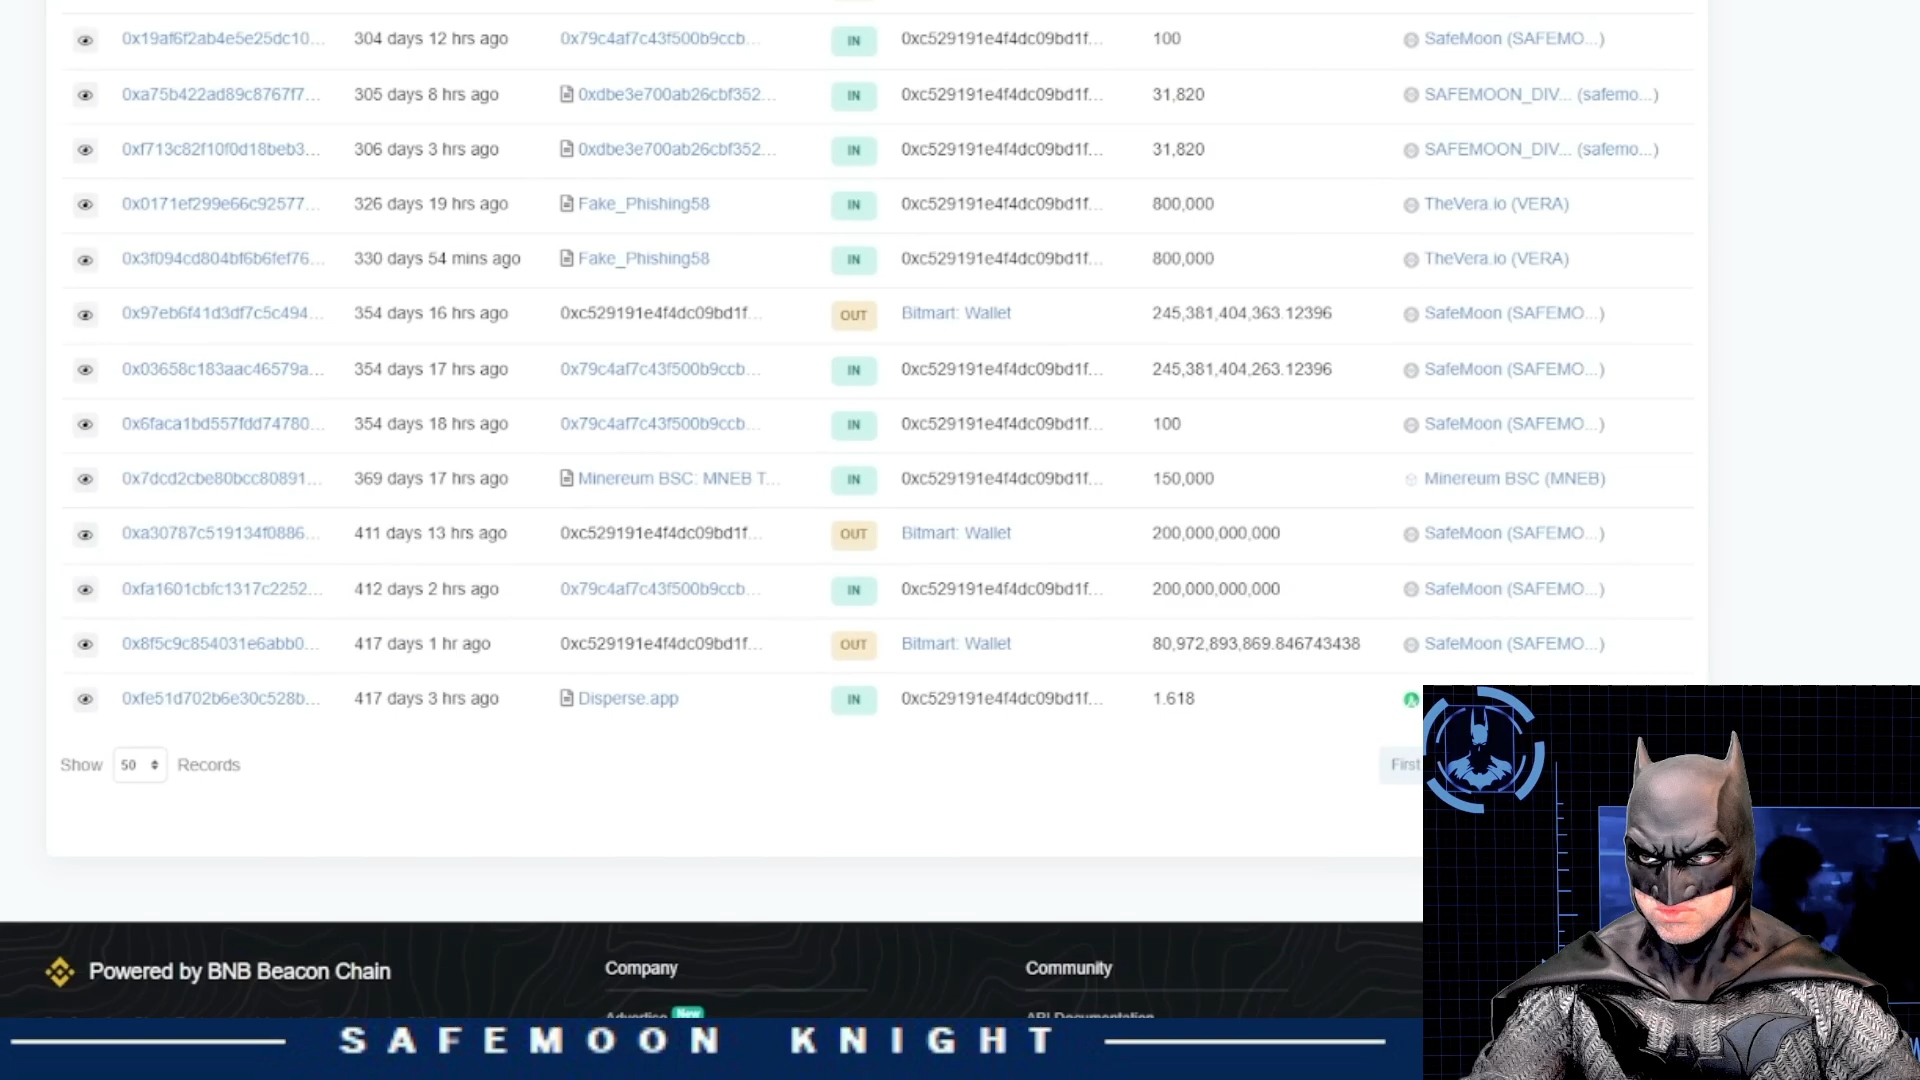 0x19af6f2ab4e5e25dc10... 304 days 12 hrs ago 0x79c4af7c43f500b9ccb... IN 0xc529191e4f4dc09bd1f... 100 SafeMoon (SAFEMO...)
0xa75b422ad89c8767f7... 305 days 8 hrs ago 0xdbe3e700ab26cbf352... IN 0xc529191e4f4dc09bd1f... 31,820 SAFEMOON_DIV... (safemo...)
0xf713c82f10f0d18beb3... 306 days 3 hrs ago 0xdbe3e700ab26cbf352... IN 0xc529191e4f4dc09bd1f... 31,820 SAFEMOON_DIV... (safemo...)
0x0171ef299e66c92577... 326 days 19 hrs ago Fake_Phishing58 IN 0xc529191e4f4dc09bd1f... 800,000 TheVera.io (VERA)
0x3f094cd804bf6b6fef76... 330 days 54 mins ago Fake_Phishing58 IN 0xc529191e4f4dc09bd1f... 800,000 TheVera.io (VERA)
0x97eb6f41d3df7c5c494... 354 days 16 hrs ago 0xc529191e4f4dc09bd1f... OUT Bitmart: Wallet 245,381,404,363.12396 SafeMoon (SAFEMO...)
0x03658c183aac46579a... 354 days 17 hrs ago 0x79c4af7c43f500b9ccb... IN 0xc529191e4f4dc09bd1f... 245,381,404,263.12396 SafeMoon (SAFEMO...)
0x6faca1bd557fdd74780... 354 days 18 hrs ago 0x79c4af7c43f500b9ccb... IN 0xc529191e4f4dc09bd1f... 100 SafeMoon (SAFEMO...)
0x7dcd2cbe80bcc80891... 369 days 17 hrs ago Minereum BSC: MNEB T... IN 0xc529191e4f4dc09bd1f... 150,000 Minereum BSC (MNEB)
0xa30787c519134f0886... 411 days 13 hrs ago 0xc529191e4f4dc09bd1f... OUT Bitmart: Wallet 200,000,000,000 SafeMoon (SAFEMO...)
0xfa1601cbfc1317c2252... 412 days 2 hrs ago 0x79c4af7c43f500b9ccb... IN 0xc529191e4f4dc09bd1f... 200,000,000,000 SafeMoon (SAFEMO...)
0x8f5c9c854031e6abb0... 417 days 1 hr ago 0xc529191e4f4dc09bd1f... OUT Bitmart: Wallet 80,972,893,869.846743438 SafeMoon (SAFEMO...)
0xfe51d702b6e30c528b... 417 days 3 hrs ago Disperse.app IN 0xc529191e4f4dc09bd1f... 1.618
Show 50 Records First
Powered by BNB Beacon Chain Company Community
Advertise New API Documentation
SAFEMOON KNIGHT